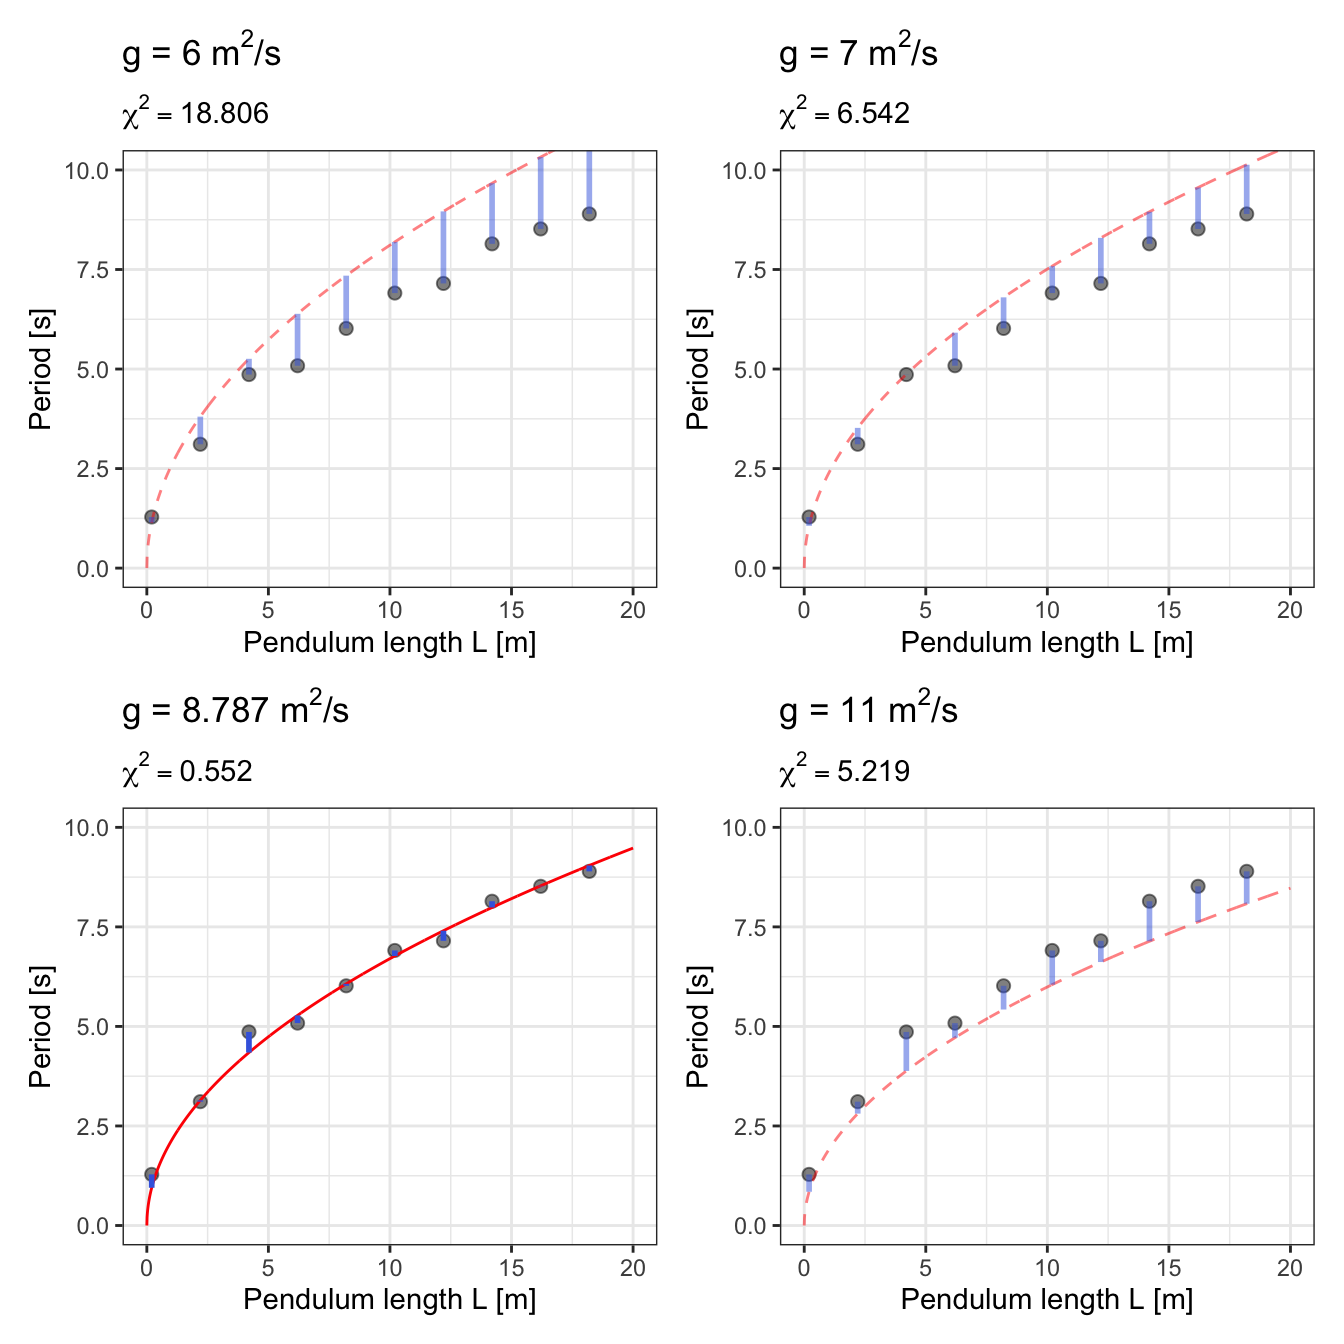 g = 6 m²/s
χ² = 18.806
10.0
7.5
5.0
2.5
0.0
Period [s]
0 5 10 15 20
Pendulum length L [m]
g = 7 m²/s
χ² = 6.542
10.0
7.5
5.0
2.5
0.0
Period [s]
0 5 10 15 20
Pendulum length L [m]
g = 8.787 m²/s
χ² = 0.552
10.0
7.5
5.0
2.5
0.0
Period [s]
0 5 10 15 20
Pendulum length L [m]
g = 11 m²/s
χ² = 5.219
10.0
7.5
5.0
2.5
0.0
Period [s]
0 5 10 15 20
Pendulum length L [m]